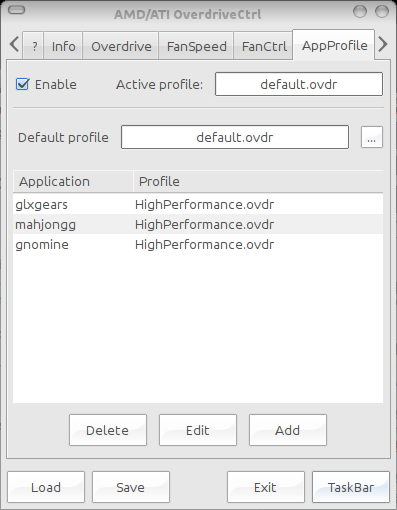 AMD/ATI OverdriveCtrl
? Info Overdrive FanSpeed FanCtrl AppProfile
Enable Active profile: default.ovdr
Default profile default.ovdr ...
Application Profile
glxgears HighPerformance.ovdr
mahjongg HighPerformance.ovdr
gnomine HighPerformance.ovdr
Delete Edit Add
Load Save Exit TaskBar